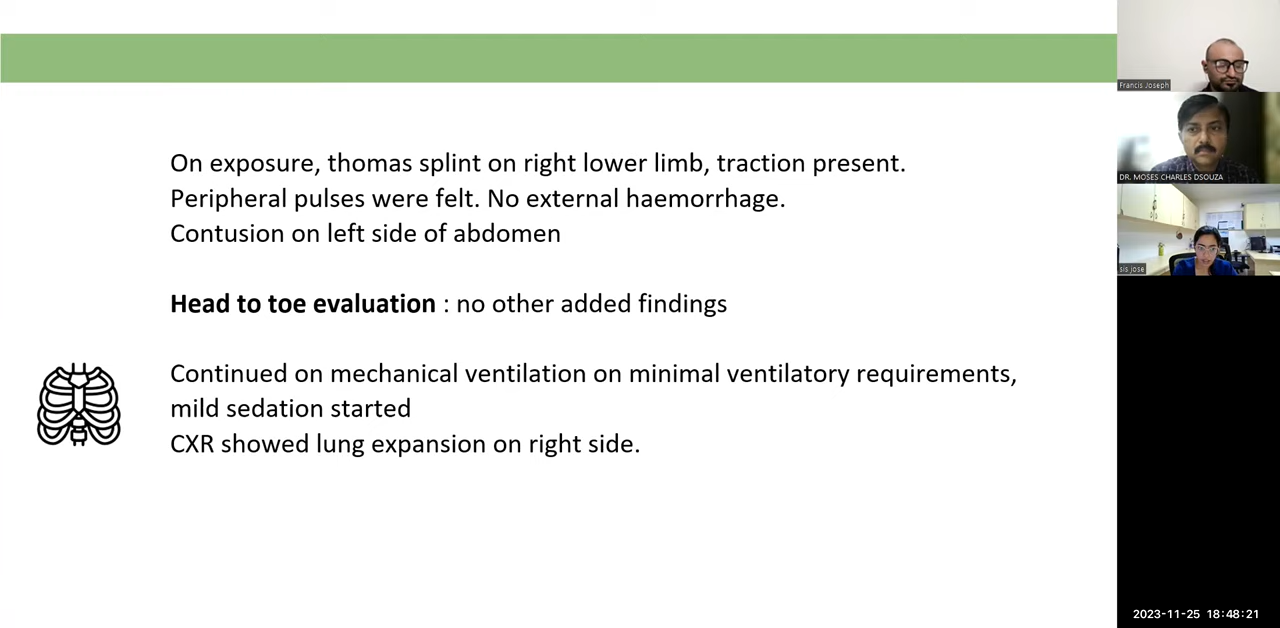 On exposure, thomas splint on right lower limb, traction present.
Peripheral pulses were felt. No external haemorrhage.
Contusion on left side of abdomen
Head to toe evaluation : no other added findings
Continued on mechanical ventilation on minimal ventilatory requirements,
mild sedation started
CXR showed lung expansion on right side.
Francis Joseph
DR. MOSES CHARLES DSOUZA
sis jose
2023-11-25 18:48:21